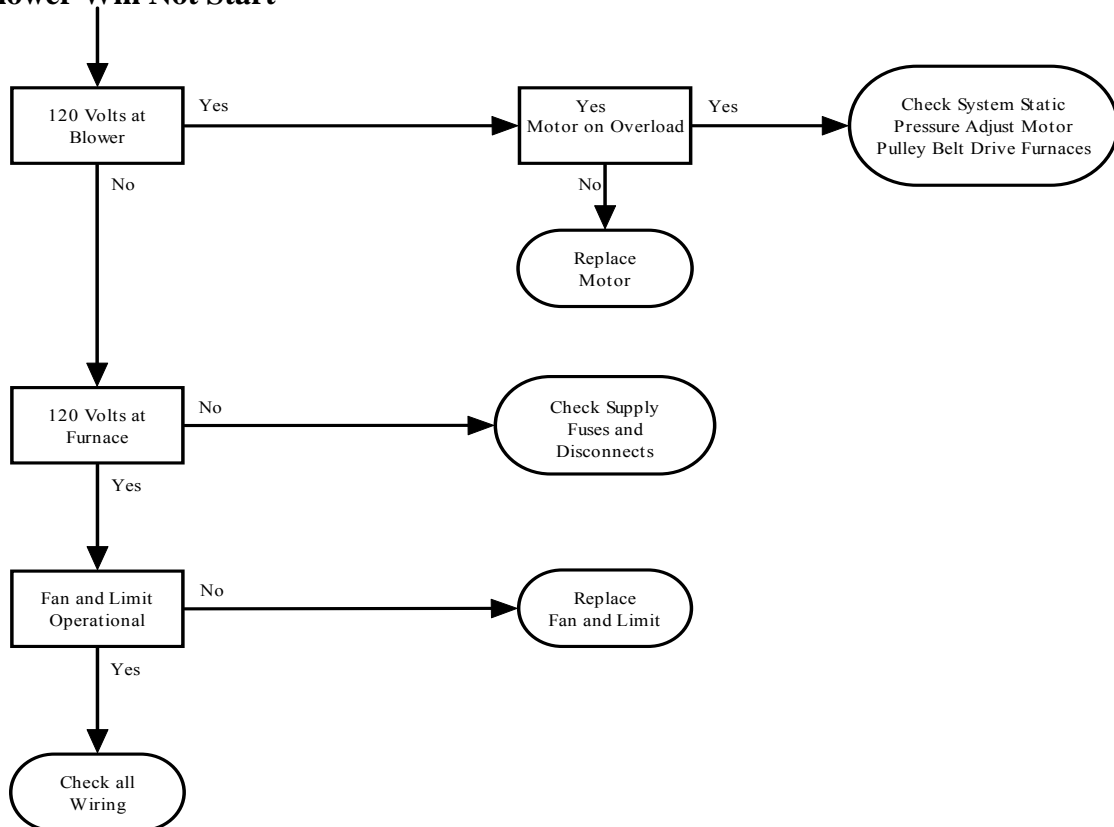 lower Will Not Start
120 Volts at
Blower
Yes
Yes
Motor on Overload
Yes
Check System Static
Pressure Adjust Motor
Pulley Belt Drive Furnaces
No
No
Replace
Motor
120 Volts at
Furnace
No
Check Supply
Fuses and
Disconnects
Yes
Fan and Limit
Operational
No
Replace
Fan and Limit
Yes
Check all
Wiring